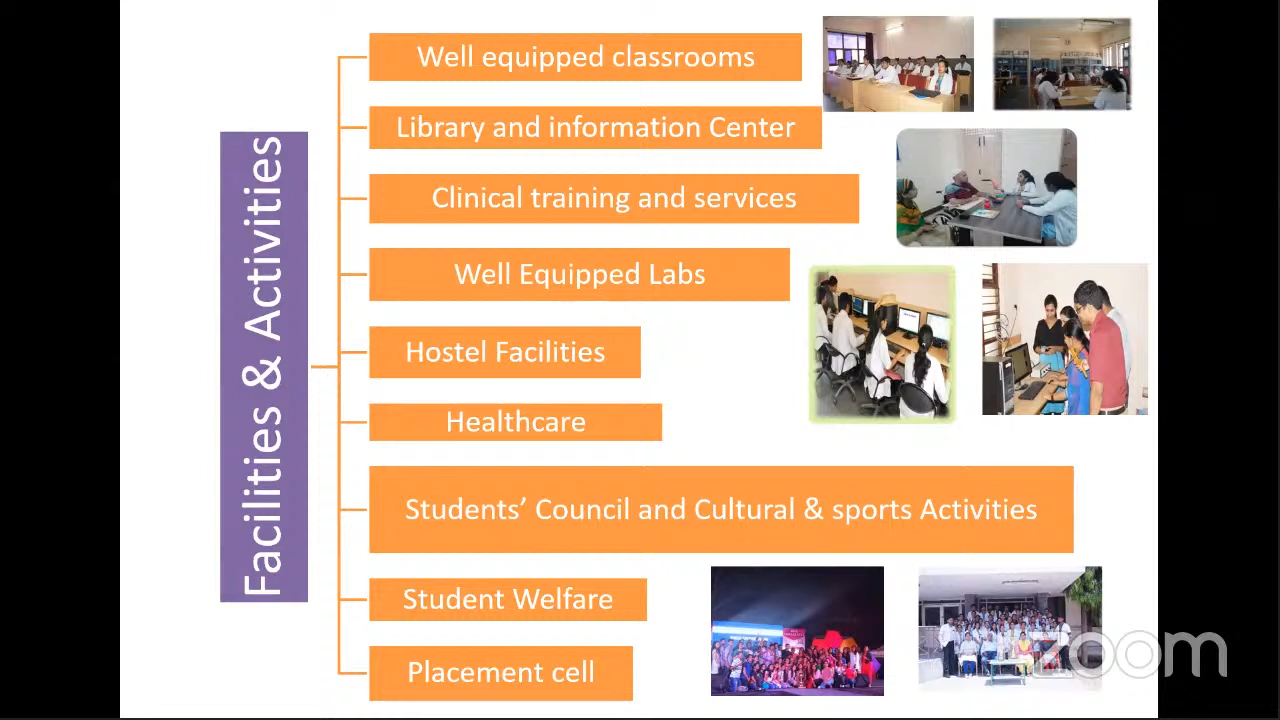 Facilities & Activities
Well equipped classrooms
Library and information Center
Clinical training and services
Well Equipped Labs
Hostel Facilities
Healthcare
Students’ Council and Cultural & sports Activities
Student Welfare
Placement cell
zoom